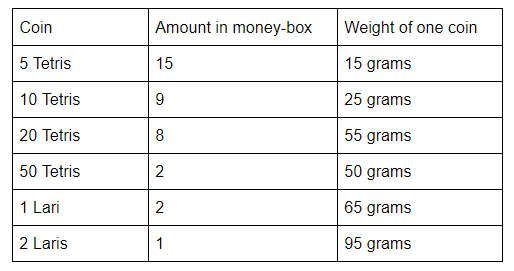 Coin Amount in money-box Weight of one coin
5 Tetris 15 15 grams
10 Tetris 9 25 grams
20 Tetris 8 55 grams
50 Tetris 2 50 grams
1 Lari 2 65 grams
2 Laris 1 95 grams